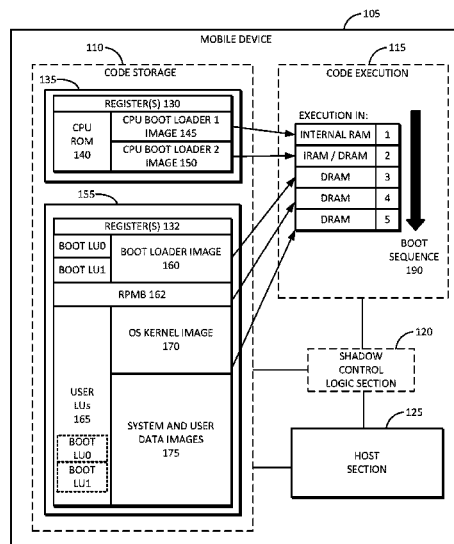 105
MOBILE DEVICE
110
CODE STORAGE
135
REGISTER(S) 130
CPU
ROM
140
CPU BOOT LOADER 1
IMAGE 145
CPU BOOT LOADER 2
IMAGE 150
155
REGISTER(S) 132
BOOT LU0
BOOT LU1
BOOT LOADER IMAGE
160
RPMB 162
OS KERNEL IMAGE
170
USER
LUs
165
BOOT
LU0
BOOT
LU1
SYSTEM AND USER
DATA IMAGES
175
115
CODE EXECUTION
EXECUTION IN:
INTERNAL RAM 1
IRAM / DRAM 2
DRAM 3
DRAM 4
DRAM 5
BOOT
SEQUENCE
190
120
SHADOW
CONTROL
LOGIC SECTION
125
HOST
SECTION